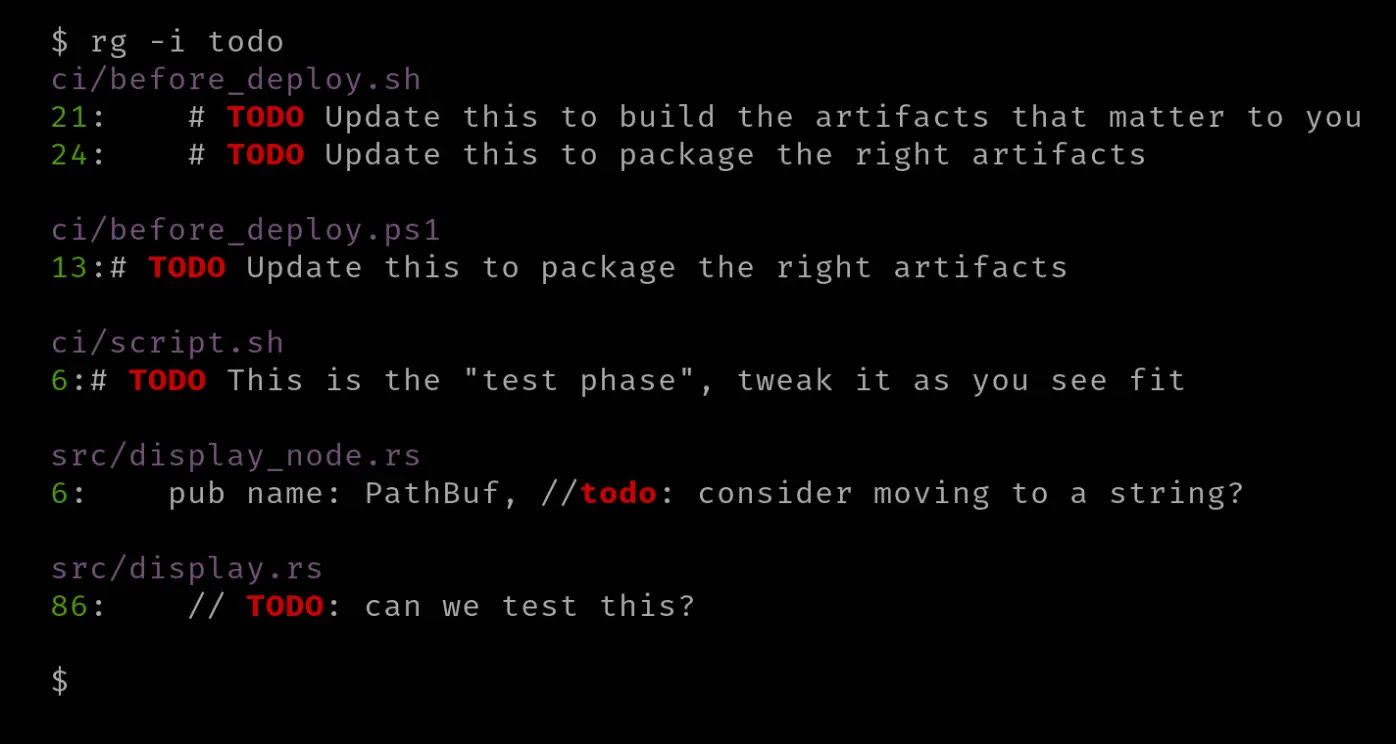 $ rg -i todo
ci/before_deploy.sh
21:    # TODO Update this to build the artifacts that matter to you
24:    # TODO Update this to package the right artifacts

ci/before_deploy.ps1
13:# TODO Update this to package the right artifacts

ci/script.sh
6:# TODO This is the "test phase", tweak it as you see fit

src/display_node.rs
6:    pub name: PathBuf, //todo: consider moving to a string?

src/display.rs
86:    // TODO: can we test this?

$